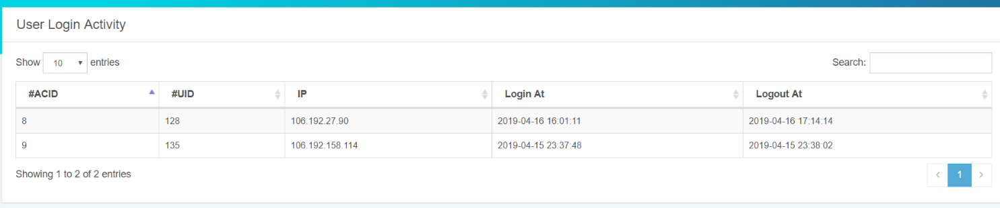 User Login Activity
Show 10 entries Search:
#ACID #UID IP Login At Logout At
8 128 106.192.27.90 2019-04-16 16:01:11 2019-04-16 17:14:14
9 135 106.192.158.114 2019-04-15 23:37:48 2019-04-15 23:38:02
Showing 1 to 2 of 2 entries 1